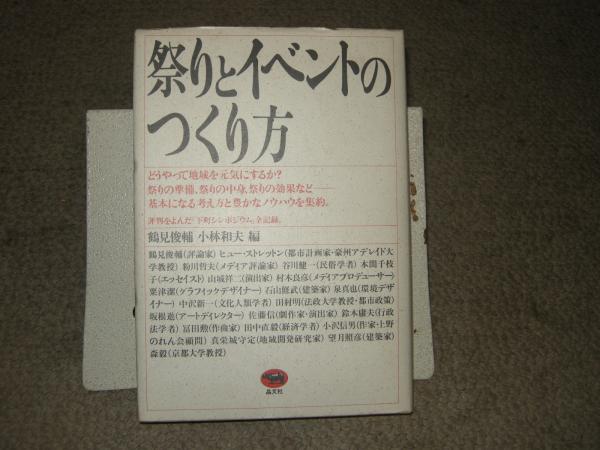 祭りとイベントの
つくり方
どうやって地域を元気にするか?
祭りの準備、祭りの中身、祭りの効果など――
基本になる考え方と豊かなノウハウを集約。
評判をよんだ「下町シンポジウム」全記録。
鶴見俊輔 小林和夫 編
鶴見俊輔(評論家) ヒュー・ストレットン(都市計画家・豪州アデレイド大
学教授) 粉川哲夫(メディア評論家) 谷川健一(民俗学者) 本間千枝
子(エッセイスト) 山城祥二(演出家) 村木良彦(メディアプロデューサー)
粟津潔(グラフィックデザイナー) 石山修武(建築家) 泉真也(環境デザ
イナー) 中沢新一(文化人類学者) 田村明(法政大学教授・都市政策)
坂根進(アートディレクター) 佐藤信(劇作家・演出家) 鈴木庸夫(行政
法学者) 冨田勲(作曲家) 田中直毅(経済学者) 小沢信男(作家・上野
のれん会顧問) 真栄城守定(地域開発研究家) 望月照彦(建築家)
森毅(京都大学教授)
晶文社